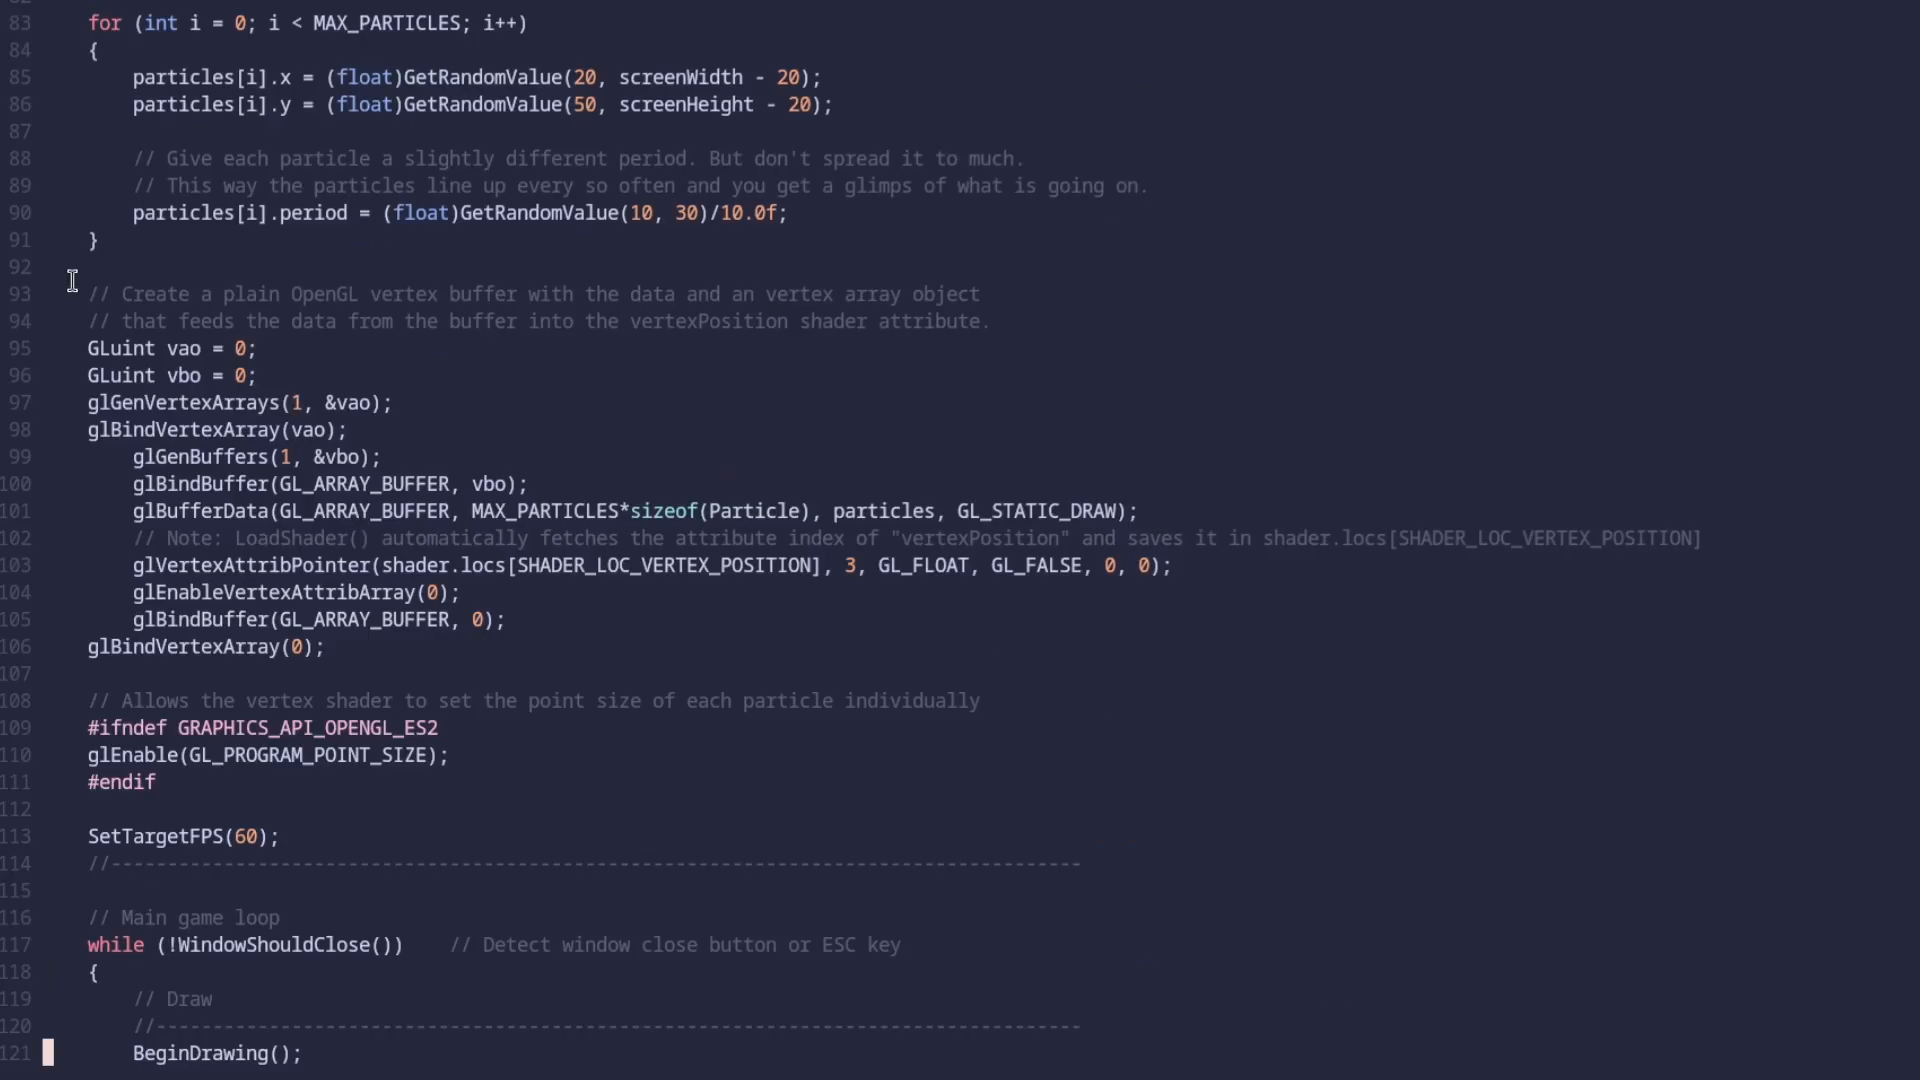 83 for (int i = 0; i < MAX_PARTICLES; i++)
84 {
85 particles[i].x = (float)GetRandomValue(20, screenWidth - 20);
86 particles[i].y = (float)GetRandomValue(50, screenHeight - 20);
87
88 // Give each particle a slightly different period. But don't spread it to much.
89 // This way the particles line up every so often and you get a glimps of what is going on.
90 particles[i].period = (float)GetRandomValue(10, 30)/10.0f;
91 }
92
93 // Create a plain OpenGL vertex buffer with the data and an vertex array object
94 // that feeds the data from the buffer into the vertexPosition shader attribute.
95 GLuint vao = 0;
96 GLuint vbo = 0;
97 glGenVertexArrays(1, &vao);
98 glBindVertexArray(vao);
99 glGenBuffers(1, &vbo);
100 glBindBuffer(GL_ARRAY_BUFFER, vbo);
101 glBufferData(GL_ARRAY_BUFFER, MAX_PARTICLES*sizeof(Particle), particles, GL_STATIC_DRAW);
102 // Note: LoadShader() automatically fetches the attribute index of "vertexPosition" and saves it in shader.locs[SHADER_LOC_VERTEX_POSITION]
103 glVertexAttribPointer(shader.locs[SHADER_LOC_VERTEX_POSITION], 3, GL_FLOAT, GL_FALSE, 0, 0);
104 glEnableVertexAttribArray(0);
105 glBindBuffer(GL_ARRAY_BUFFER, 0);
106 glBindVertexArray(0);
107
108 // Allows the vertex shader to set the point size of each particle individually
109 #ifndef GRAPHICS_API_OPENGL_ES2
110 glEnable(GL_PROGRAM_POINT_SIZE);
111 #endif
112
113 SetTargetFPS(60);
114 //--------------------------------------------------------------------------------------
115
116 // Main game loop
117 while (!WindowShouldClose()) // Detect window close button or ESC key
118 {
119 // Draw
120 //----------------------------------------------------------------------------------
121 BeginDrawing();